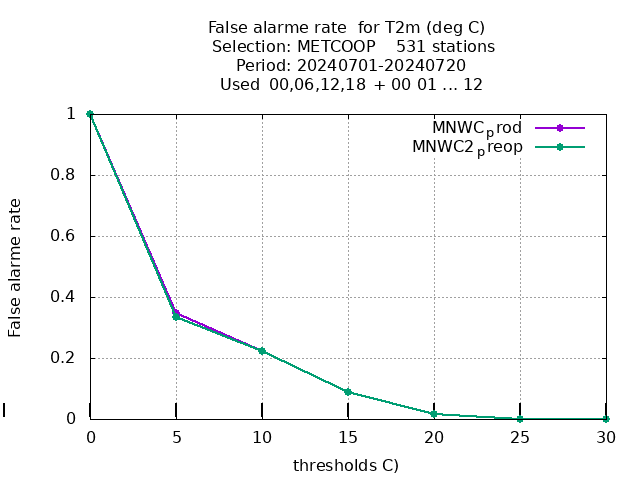 False alarme rate  for T2m (deg C)
Selection: METCOOP    531 stations
Period: 20240701-20240720
Used  00,06,12,18  + 00 01 ... 12
MNWCprod
MNWC2preop
False alarme rate
1
0.8
0.6
0.4
0.2
0
0 5 10 15 20 25 30
thresholds C)